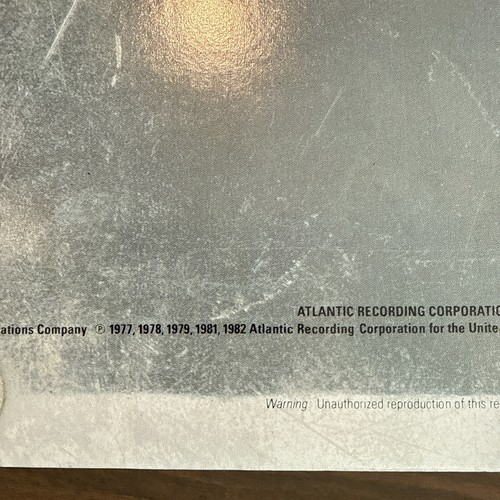 ATLANTIC RECORDING CORPORATIO
ations Company ℗ 1977, 1978, 1979, 1981, 1982 Atlantic Recording Corporation for the Unite
Warning: Unauthorized reproduction of this re